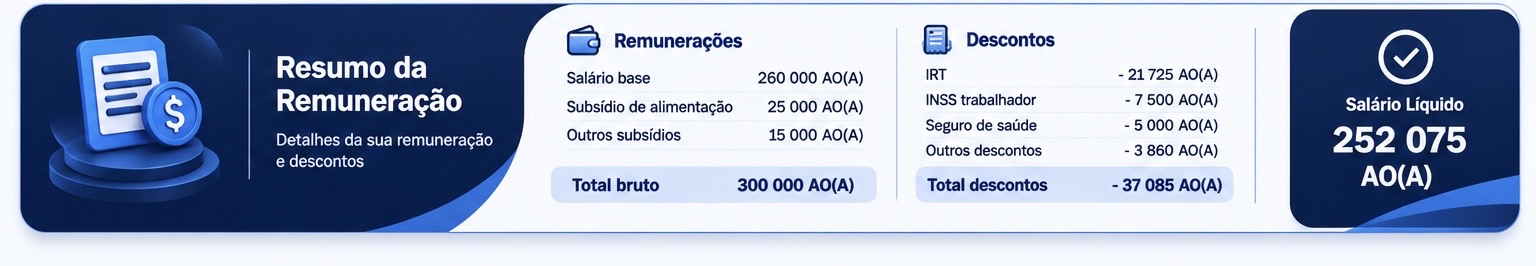 Resumo da
Remuneração
Detalhes da sua remuneração
e descontos
Remunerações
Salário base 260 000 AO(A)
Subsídio de alimentação 25 000 AO(A)
Outros subsídios 15 000 AO(A)
Total bruto 300 000 AO(A)
Descontos
IRT - 21 725 AO(A)
INSS trabalhador - 7 500 AO(A)
Seguro de saúde - 5 000 AO(A)
Outros descontos - 3 860 AO(A)
Total descontos - 37 085 AO(A)
Salário Líquido
252 075
AO(A)
$